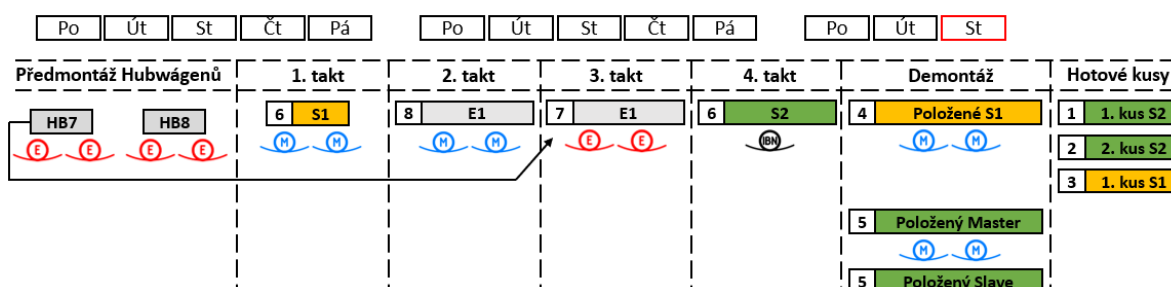 Po Út St Čt Pá Po Út St Čt Pá Po Út St
Předmontáž Hubwágenů 1. takt 2. takt 3. takt 4. takt Demontáž Hotové kusy
HB7 HB8 6 S1 8 E1 7 E1 6 S2 4 Položené S1 1 1. kus S2
E E E E M M M M E E IBN M M
2 2. kus S2
3 1. kus S1
5 Položený Master
M M
5 Položený Slave